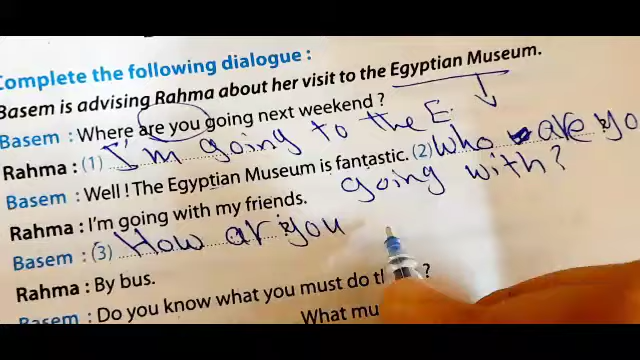 Complete the following dialogue :
Basem is advising Rahma about her visit to the Egyptian Museum.
Basem : Where are you going next weekend ?
Rahma : (1) I'm going to the E.
Basem : Well ! The Egyptian Museum is fantastic. (2) Who are yo
going with?
Rahma : I'm going with my friends.
Basem : (3) How ar you
Rahma : By bus.
Basem : Do you know what you must do ?
What mu